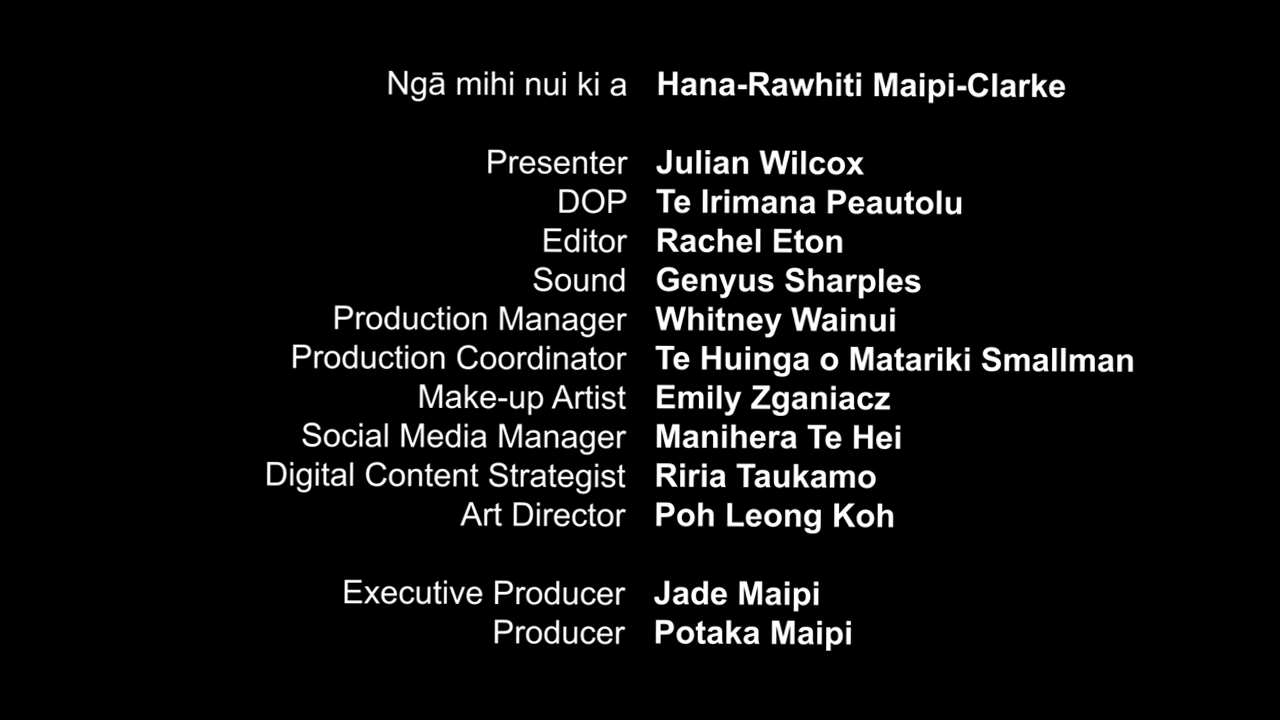 Ngā mihi nui ki a Hana-Rawhiti Maipi-Clarke
Presenter Julian Wilcox
DOP Te Irimana Peautolu
Editor Rachel Eton
Sound Genyus Sharples
Production Manager Whitney Wainui
Production Coordinator Te Huinga o Matariki Smallman
Make-up Artist Emily Zganiacz
Social Media Manager Manihera Te Hei
Digital Content Strategist Riria Taukamo
Art Director Poh Leong Koh
Executive Producer Jade Maipi
Producer Potaka Maipi